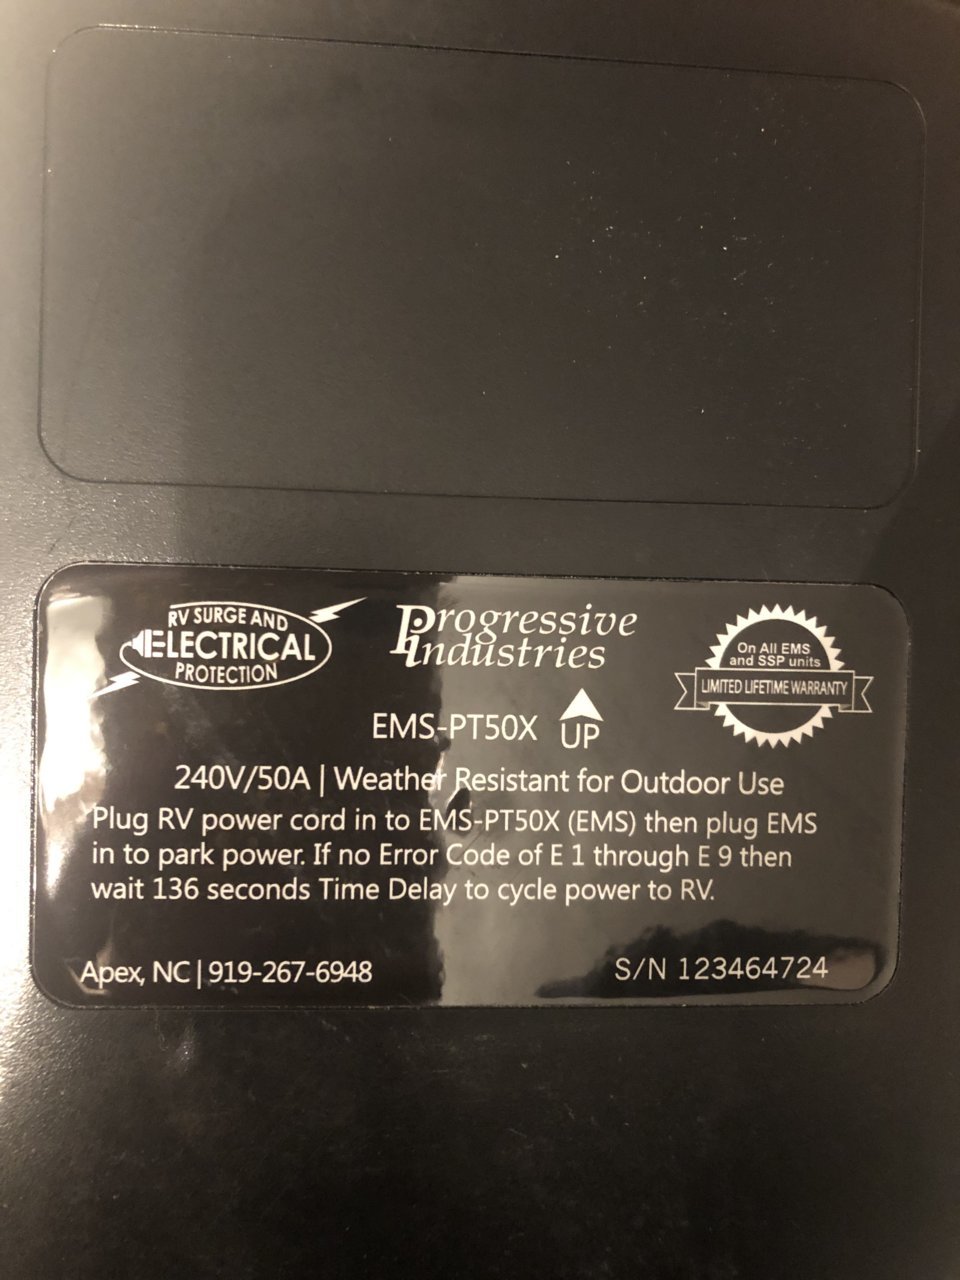 RV SURGE AND
ELECTRICAL
PROTECTION
Progressive
Industries
On All EMS
and SSP units
LIMITED LIFETIME WARRANTY
EMS-PT50X UP
240V/50A | Weather Resistant for Outdoor Use
Plug RV power cord in to EMS-PT50X (EMS) then plug EMS
in to park power. If no Error Code of E 1 through E 9 then
wait 136 seconds Time Delay to cycle power to RV.
Apex, NC | 919-267-6948
S/N 123464724